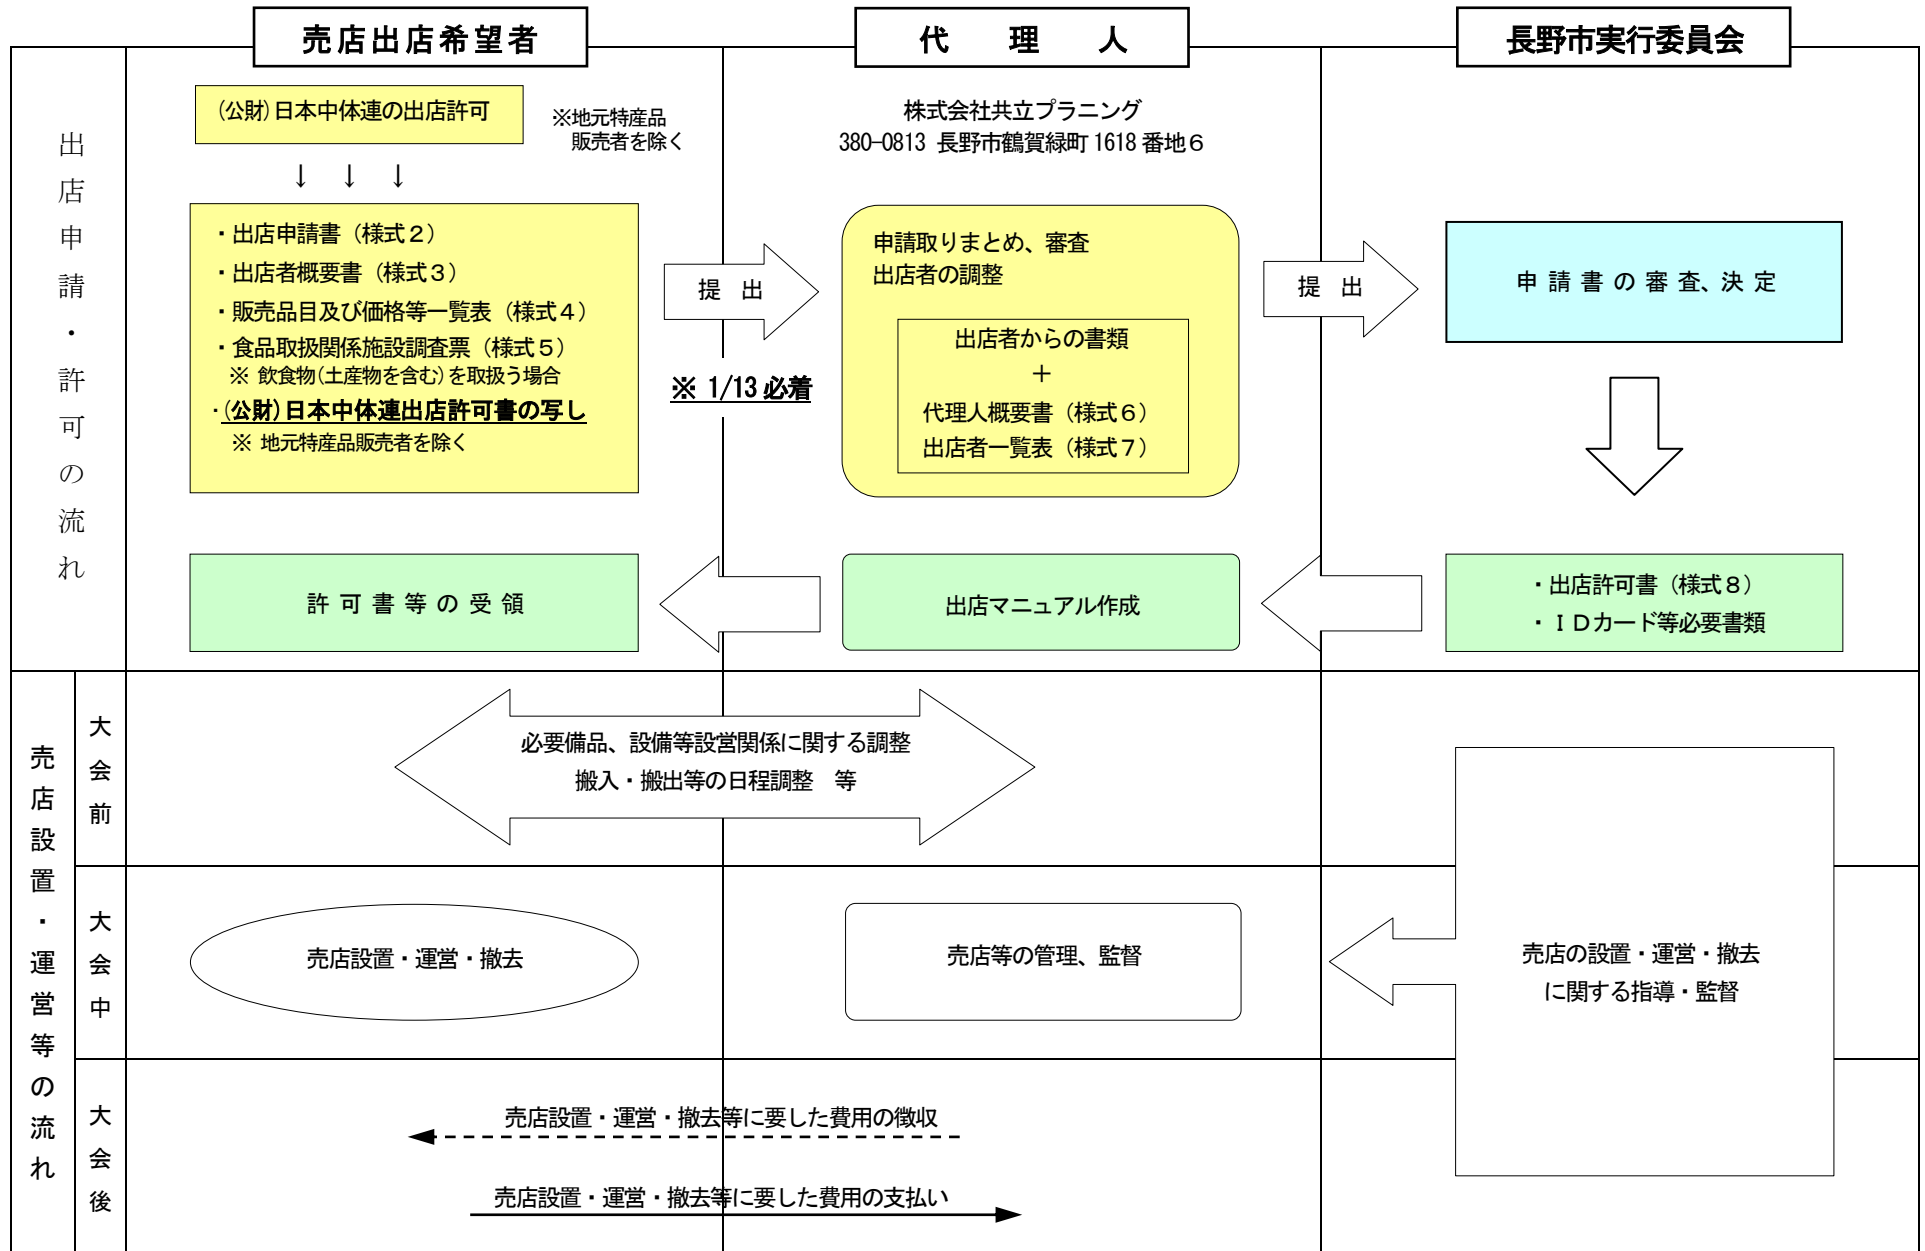 売店出店希望者
代　理　人
長野市実行委員会
出店申請・許可の流れ
(公財)日本中体連の出店許可
※地元特産品
販売者を除く
↓ ↓ ↓
・出店申請書（様式２）
・出店者概要書（様式３）
・販売品目及び価格等一覧表（様式４）
・食品取扱関係施設調査票（様式５）
※ 飲食物(土産物を含む)を取扱う場合
・(公財)日本中体連出店許可書の写し
※ 地元特産品販売者を除く
提 出
※ 1/13 必着
株式会社共立プラニング
380-0813 長野市鶴賀緑町 1618 番地６
申請取りまとめ、審査
出店者の調整
出店者からの書類
＋
代理人概要書（様式６）
出店者一覧表（様式７）
提 出
申 請 書 の 審 査、決 定
・出店許可書（様式８）
・ＩＤカード等必要書類
出店マニュアル作成
許 可 書 等 の 受 領
売店設置・運営等の流れ
大会前
必要備品、設備等設営関係に関する調整
搬入・搬出等の日程調整　等
大会中
売店設置・運営・撤去
売店等の管理、監督
売店の設置・運営・撤去
に関する指導・監督
大会後
売店設置・運営・撤去等に要した費用の徴収
売店設置・運営・撤去等に要した費用の支払い